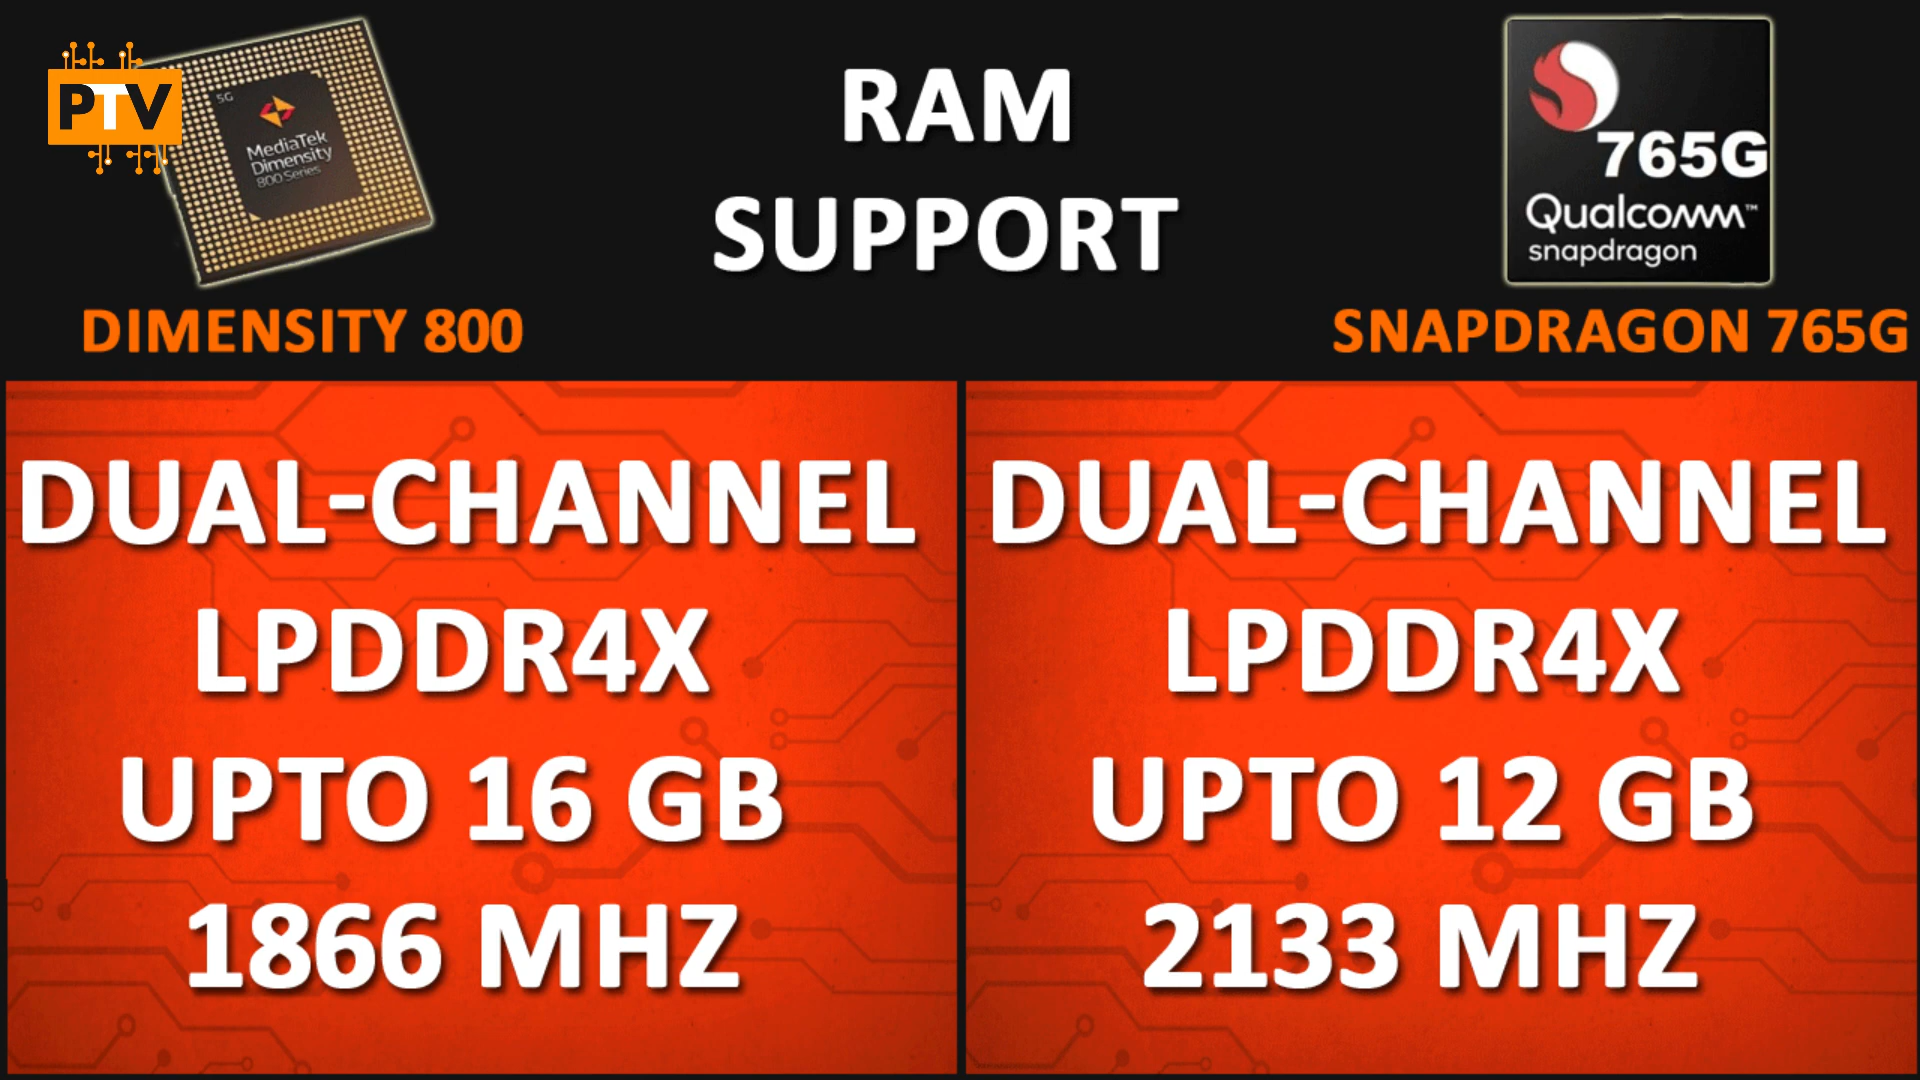 PTV
5G
MediaTek
Dimensity
800 Series
RAM
SUPPORT
765G
Qualcomm™
snapdragon
DIMENSITY 800
SNAPDRAGON 765G
DUAL-CHANNEL
LPDDR4X
UPTO 16 GB
1866 MHZ
DUAL-CHANNEL
LPDDR4X
UPTO 12 GB
2133 MHZ